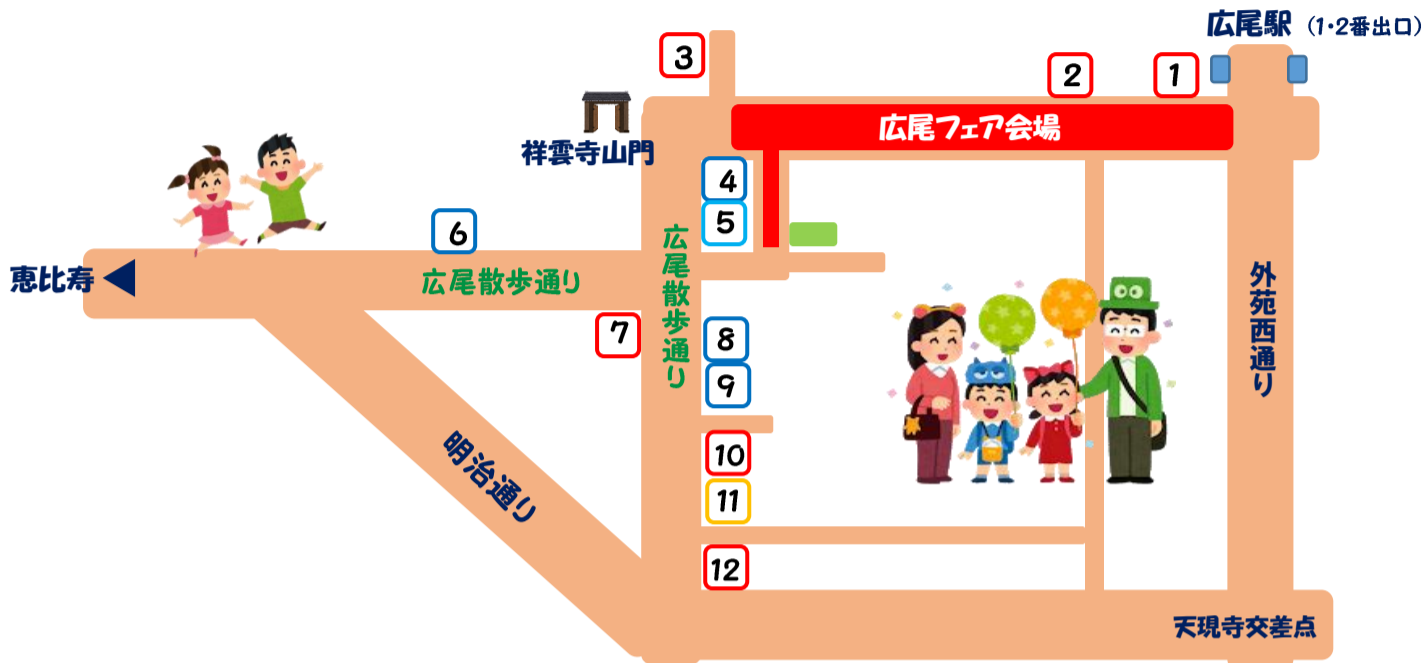 広尾駅 (1・2番出口)
3
2
1
広尾フェア会場
祥雲寺山門
4
5
6
広尾散歩通り
恵比寿
広尾散歩通り
外苑西通り
7
8
9
明治通り
10
11
12
天現寺交差点